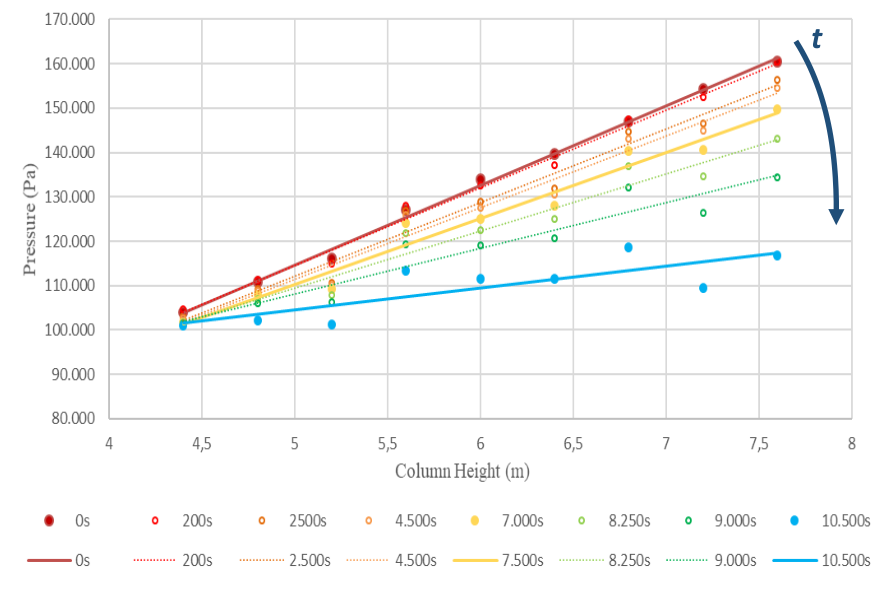 170.000
t
160.000
150.000
140.000
130.000
120.000
110.000
100.000
90.000
80.000
Pressure (Pa)
4 4,5 5 5,5 6 6,5 7 7,5 8
Column Height (m)
0s 200s 2500s 4.500s 7.000s 8.250s 9.000s 10.500s
0s 200s 2.500s 4.500s 7.500s 8.250s 9.000s 10.500s